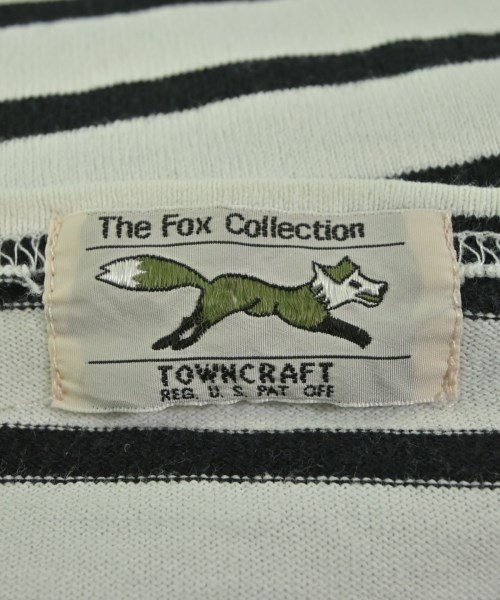 The Fox Collection
TOWNCRAFT
REG. U. S. PAT OFF